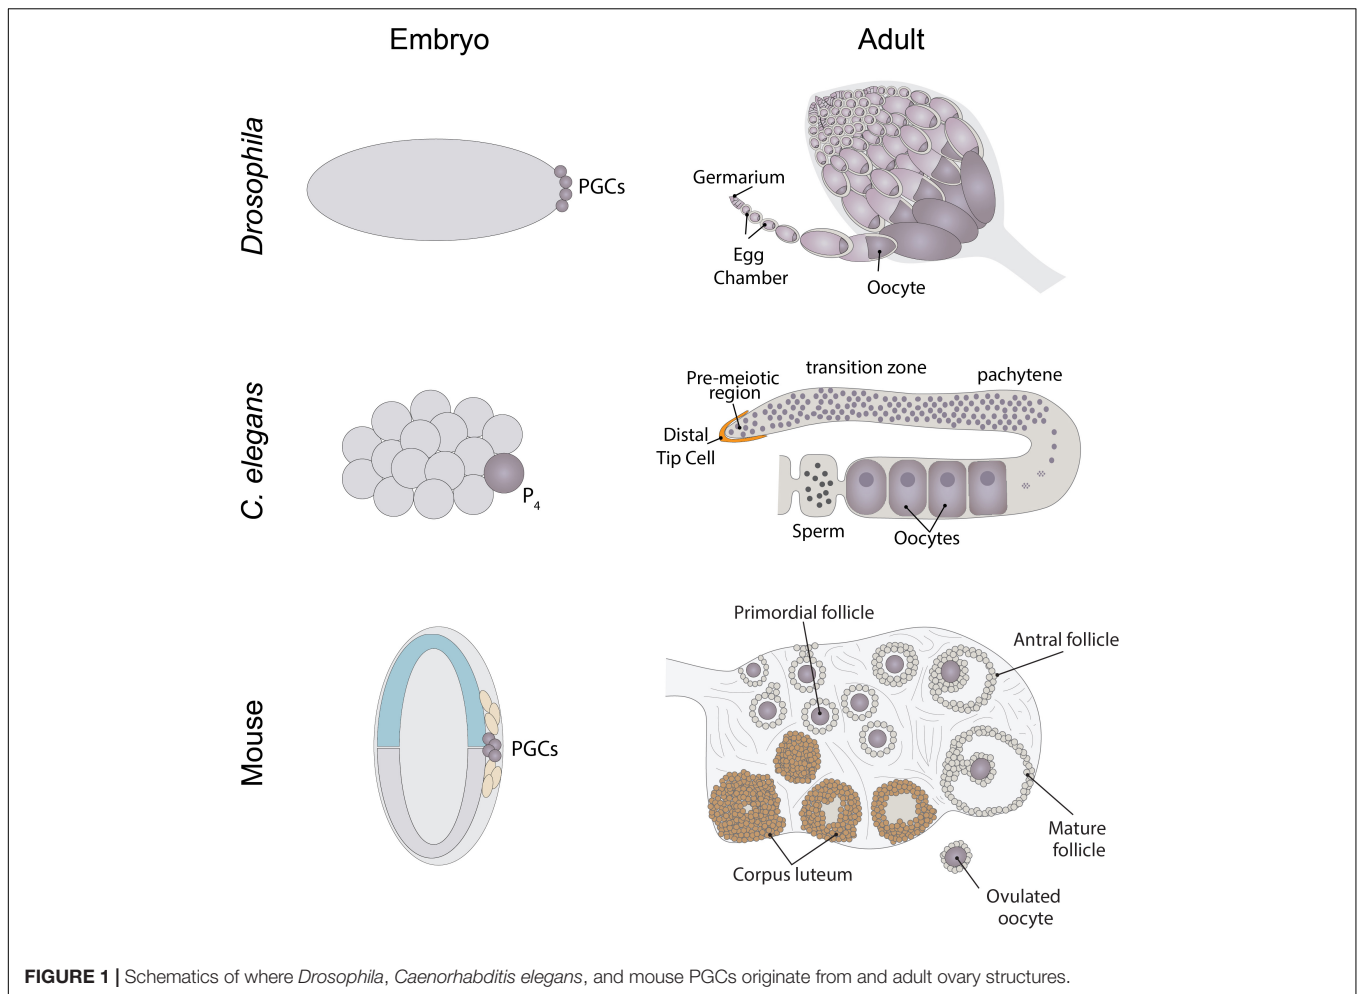 Embryo
Adult
Drosophila
PGCs
Germarium
Egg
Chamber
Oocyte
C. elegans
P4
Pre-meiotic
region
transition zone
pachytene
Distal
Tip Cell
Sperm
Oocytes
Mouse
PGCs
Primordial follicle
Antral follicle
Mature
follicle
Corpus luteum
Ovulated
oocyte
FIGURE 1 | Schematics of where Drosophila, Caenorhabditis elegans, and mouse PGCs originate from and adult ovary structures.